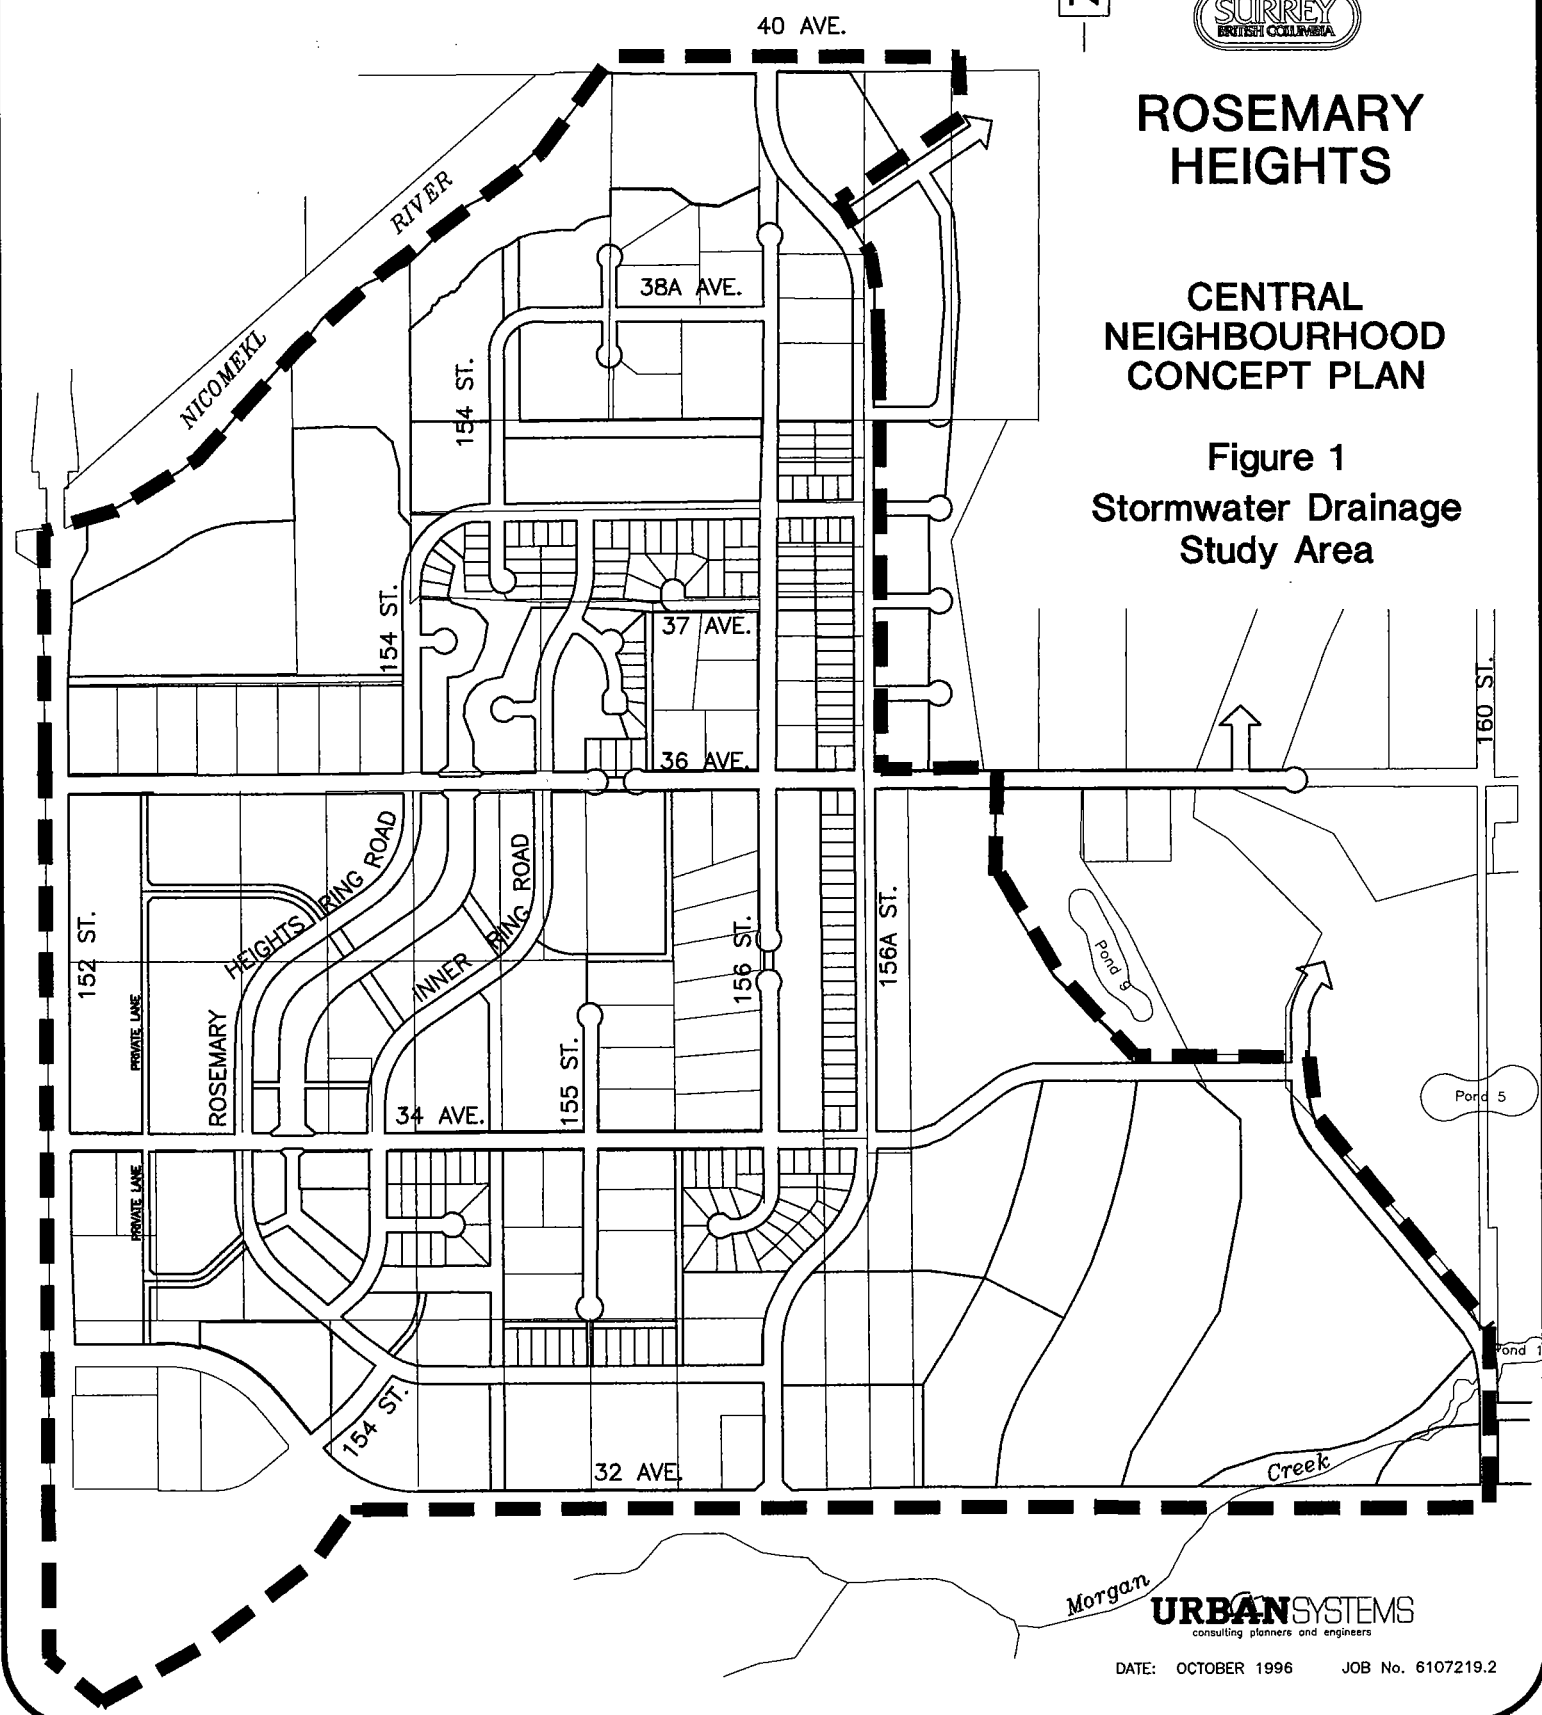 40 AVE.
SURREY
BRITISH COLUMBIA
ROSEMARY
HEIGHTS
CENTRAL
NEIGHBOURHOOD
CONCEPT PLAN
Figure 1
Stormwater Drainage
Study Area
NICOMEKL RIVER
38A AVE.
154 ST.
154 ST.
37 AVE.
36 AVE.
160 ST.
ROSEMARY HEIGHTS RING ROAD
INNER RING ROAD
152 ST.
156 ST.
156A ST.
Pond 9
PRIVATE LANE
155 ST.
34 AVE.
Pond 5
PRIVATE LANE
Pond 1
154 ST.
32 AVE.
Morgan Creek
URBAN SYSTEMS
consulting planners and engineers
DATE: OCTOBER 1996 JOB No. 6107219.2